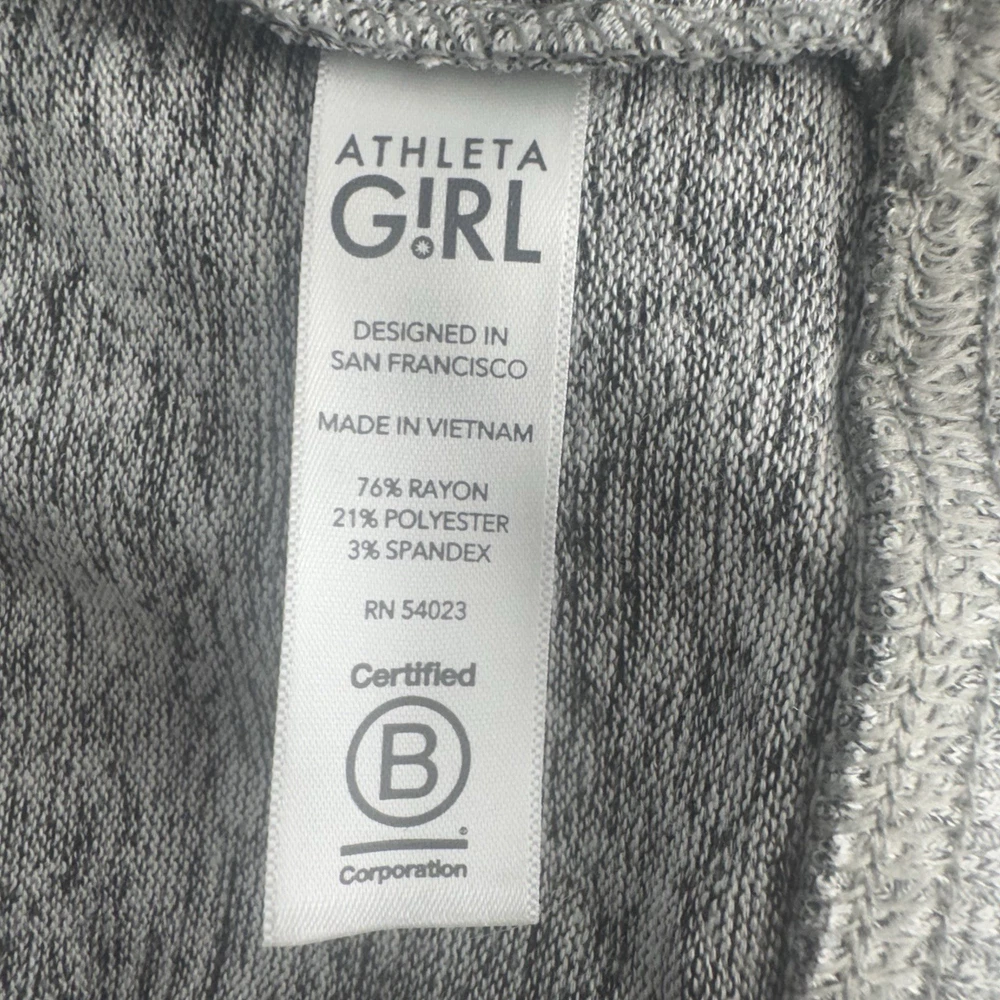 ATHLETA
G!RL
DESIGNED IN
SAN FRANCISCO
MADE IN VIETNAM
76% RAYON
21% POLYESTER
3% SPANDEX
RN 54023
Certified
B
®
Corporation